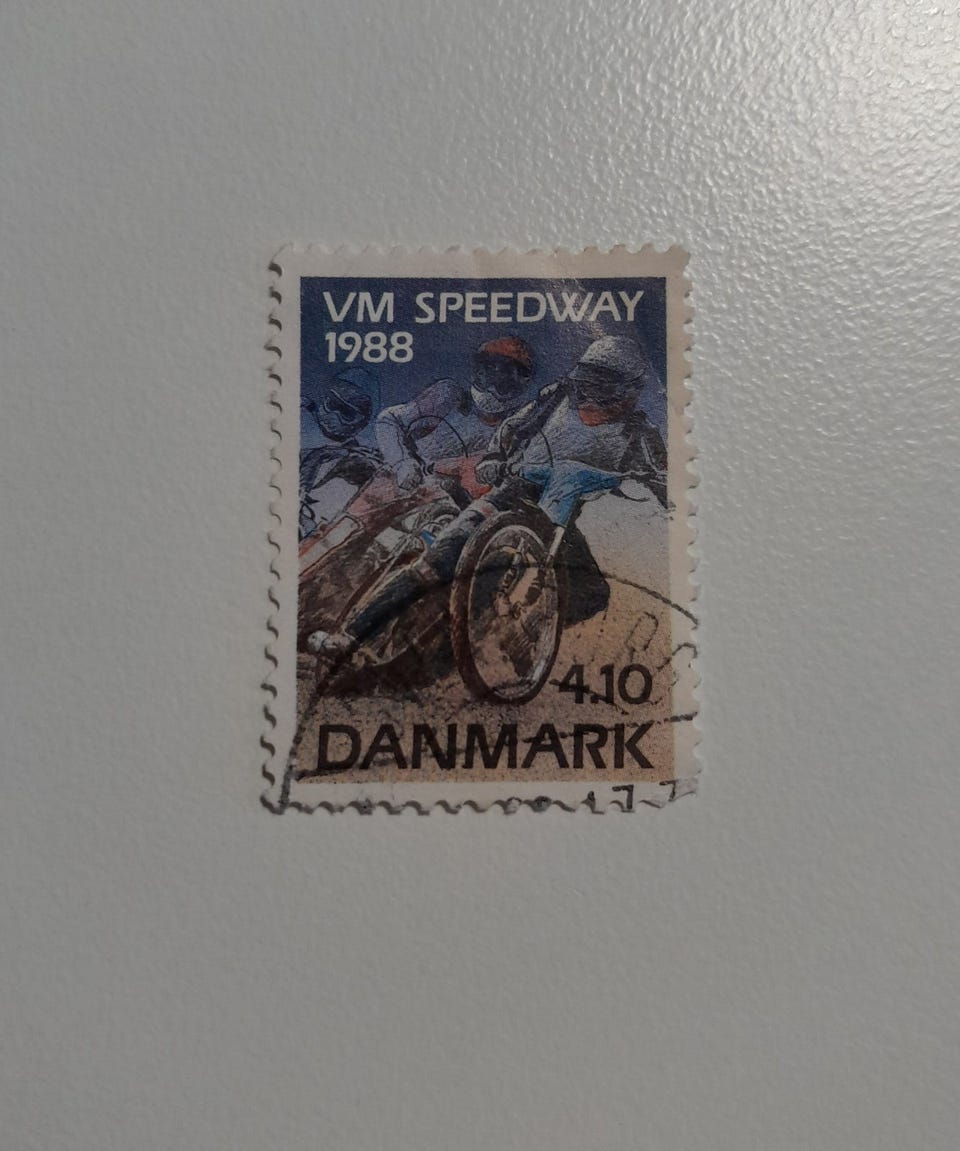 VM SPEEDWAY
1988
4.10
DANMARK